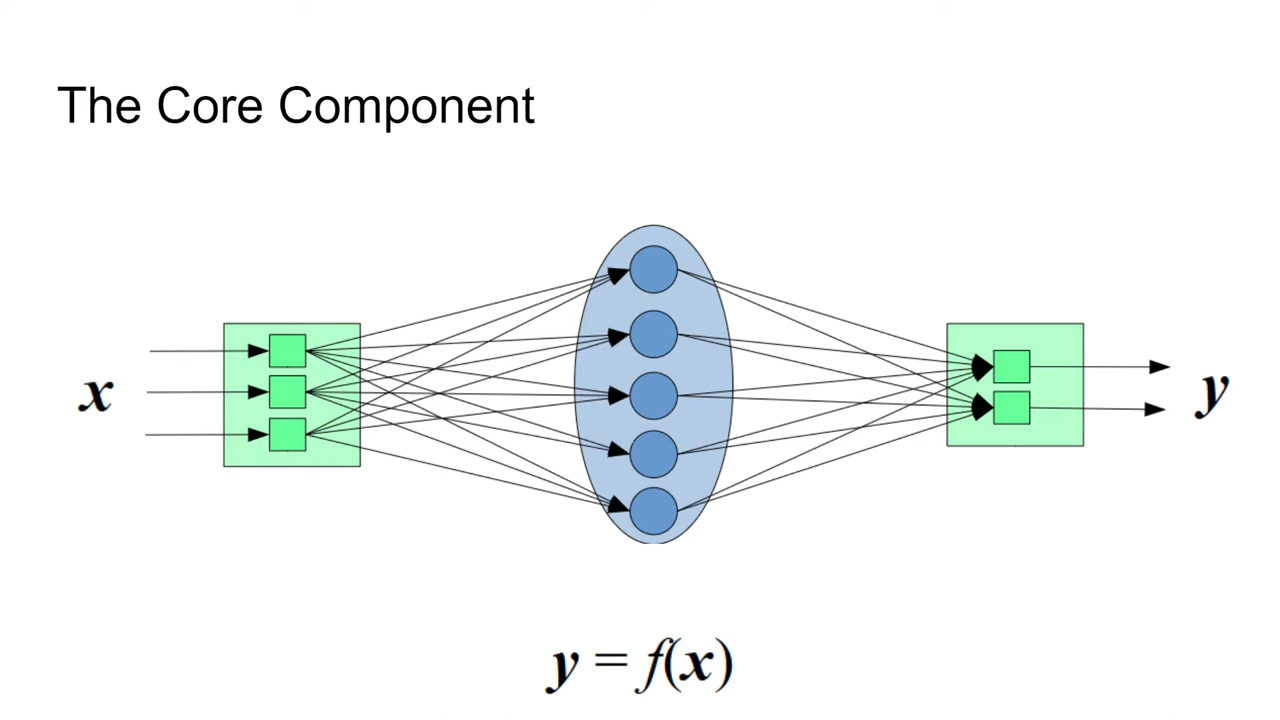 The Core Component
x
y
y = f(x)